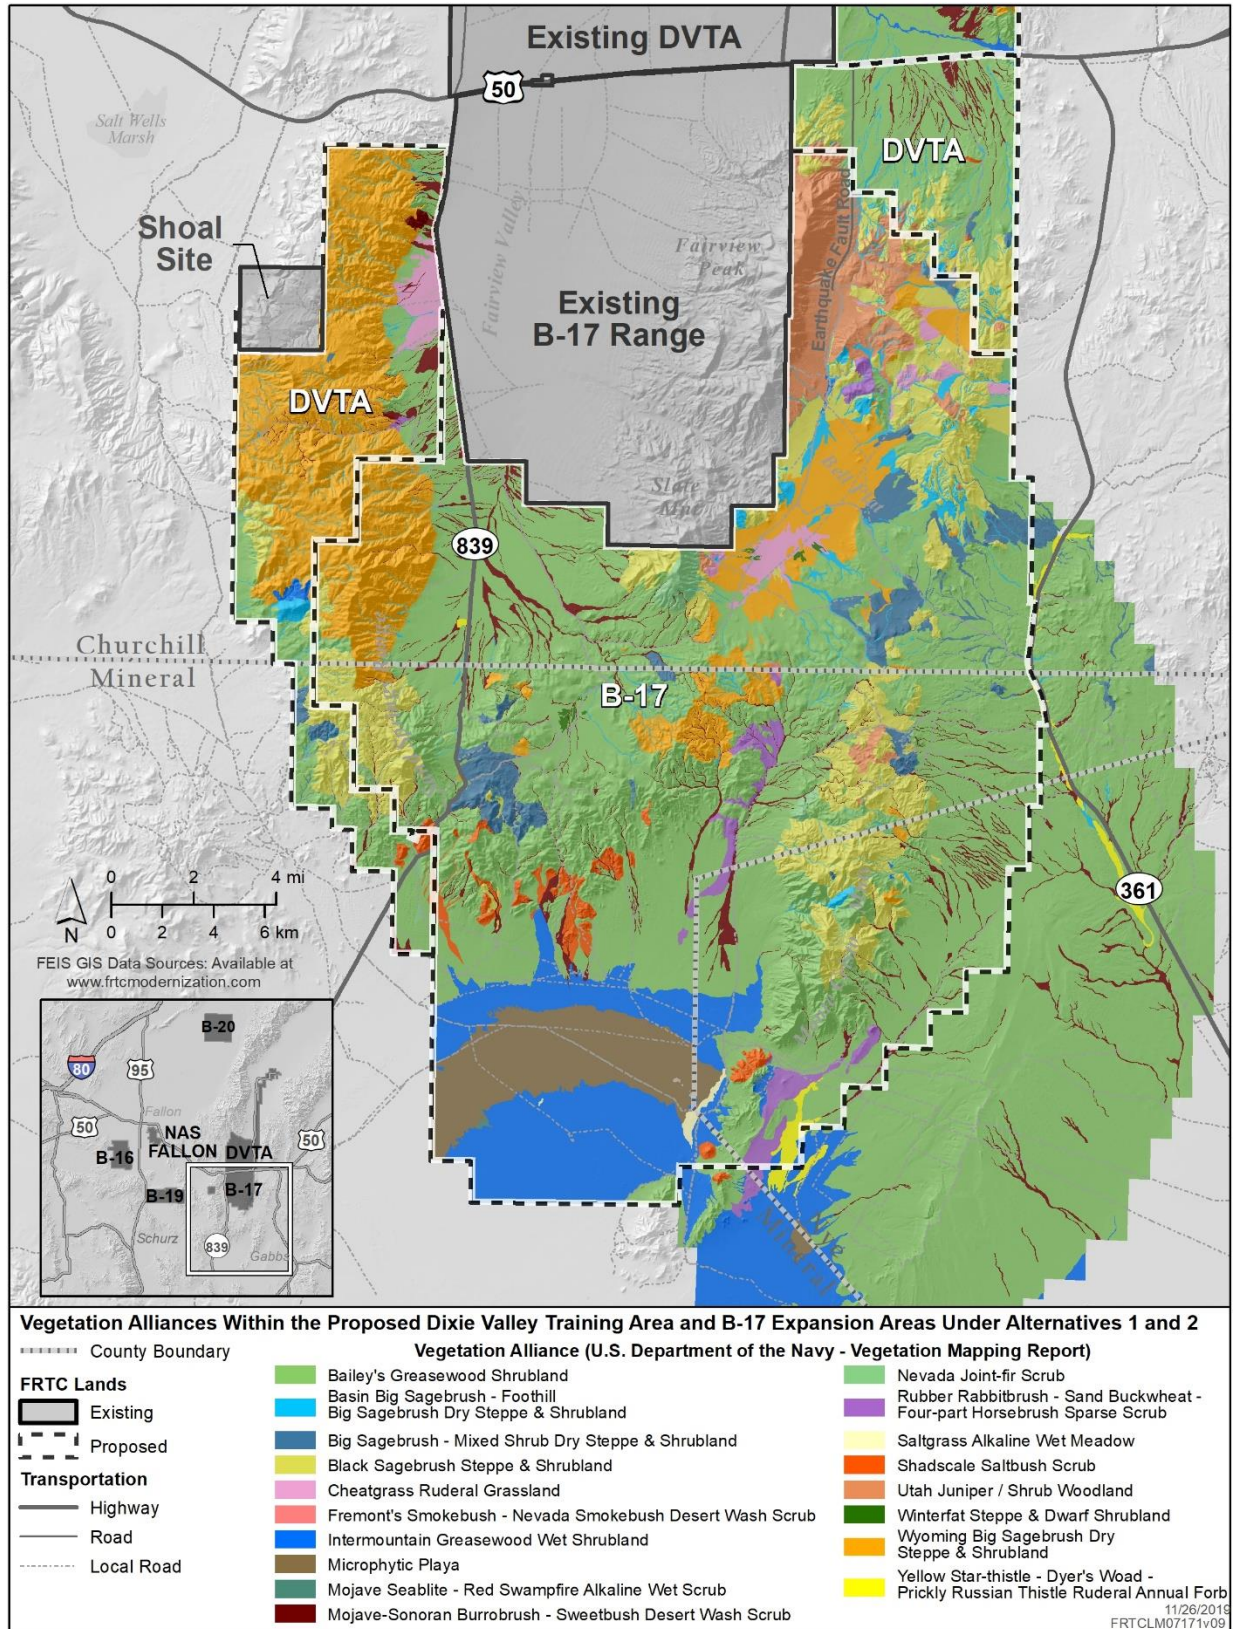 Existing DVTA
50
Salt Wells
Marsh
DVTA
Shoal
Site
Fairview Valley
Fairview
Peak
Earthquake Fault Road
Existing
B-17 Range
DVTA
Slate
Mtn
839
Churchill
Mineral
B-17
361
0 2 4 mi
0 2 4 6 km
N
FEIS GIS Data Sources: Available at
www.frtcmodernization.com
Nye
Mineral
B-20
80
95
50
Fallon
NAS
FALLON
DVTA
50
B-16
B-19
B-17
Schurz
839
Gabbs
Vegetation Alliances Within the Proposed Dixie Valley Training Area and B-17 Expansion Areas Under Alternatives 1 and 2
County Boundary
FRTC Lands
Existing
Proposed
Transportation
Highway
Road
Local Road
Vegetation Alliance (U.S. Department of the Navy - Vegetation Mapping Report)
Bailey's Greasewood Shrubland
Basin Big Sagebrush - Foothill
Big Sagebrush Dry Steppe & Shrubland
Big Sagebrush - Mixed Shrub Dry Steppe & Shrubland
Black Sagebrush Steppe & Shrubland
Cheatgrass Ruderal Grassland
Fremont's Smokebush - Nevada Smokebush Desert Wash Scrub
Intermountain Greasewood Wet Shrubland
Microphytic Playa
Mojave Seablite - Red Swampfire Alkaline Wet Scrub
Mojave-Sonoran Burrobrush - Sweetbush Desert Wash Scrub
Nevada Joint-fir Scrub
Rubber Rabbitbrush - Sand Buckwheat -
Four-part Horsebrush Sparse Scrub
Saltgrass Alkaline Wet Meadow
Shadscale Saltbush Scrub
Utah Juniper / Shrub Woodland
Winterfat Steppe & Dwarf Shrubland
Wyoming Big Sagebrush Dry
Steppe & Shrubland
Yellow Star-thistle - Dyer's Woad -
Prickly Russian Thistle Ruderal Annual Forb
11/26/2019
FRTCLM07171v09